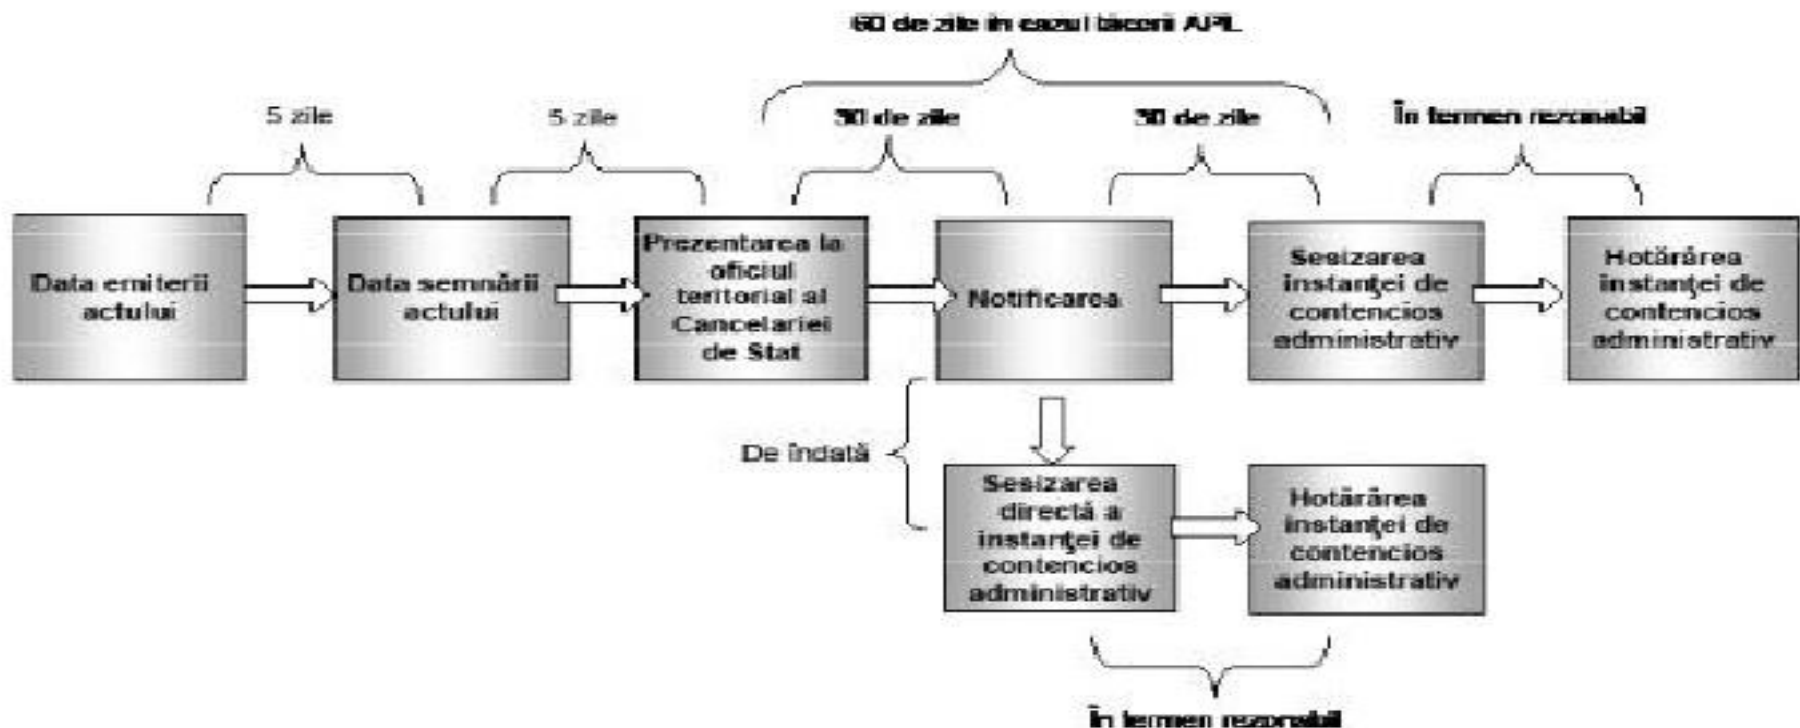 60 de zile în cazul tăcerii APL
5 zile
5 zile
30 de zile
30 de zile
În termen rezonabil
Data emiterii
actului
Data semnării
actului
Prezentarea la
oficiul
teritorial al
Cancelariei
de Stat
Notificarea
Sesizarea
instanţei de
contencios
administrativ
Hotărârea
instanţei de
contencios
administrativ
De îndată
Sesizarea
directă a
instanţei de
contencios
administrativ
Hotărârea
instanţei de
contencios
administrativ
În termen rezonabil